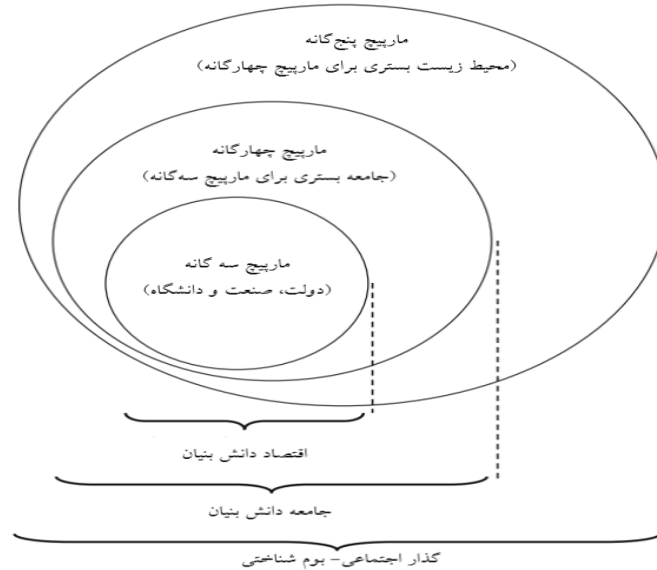 مارپیچ پنج‌گانه
(محیط زیست بستری برای مارپیچ چهارگانه)
مارپیچ چهارگانه
(جامعه بستری برای مارپیچ سه‌گانه)
مارپیچ سه گانه
(دولت، صنعت و دانشگاه)
اقتصاد دانش بنیان
جامعه دانش بنیان
گذار اجتماعی- بوم شناختی